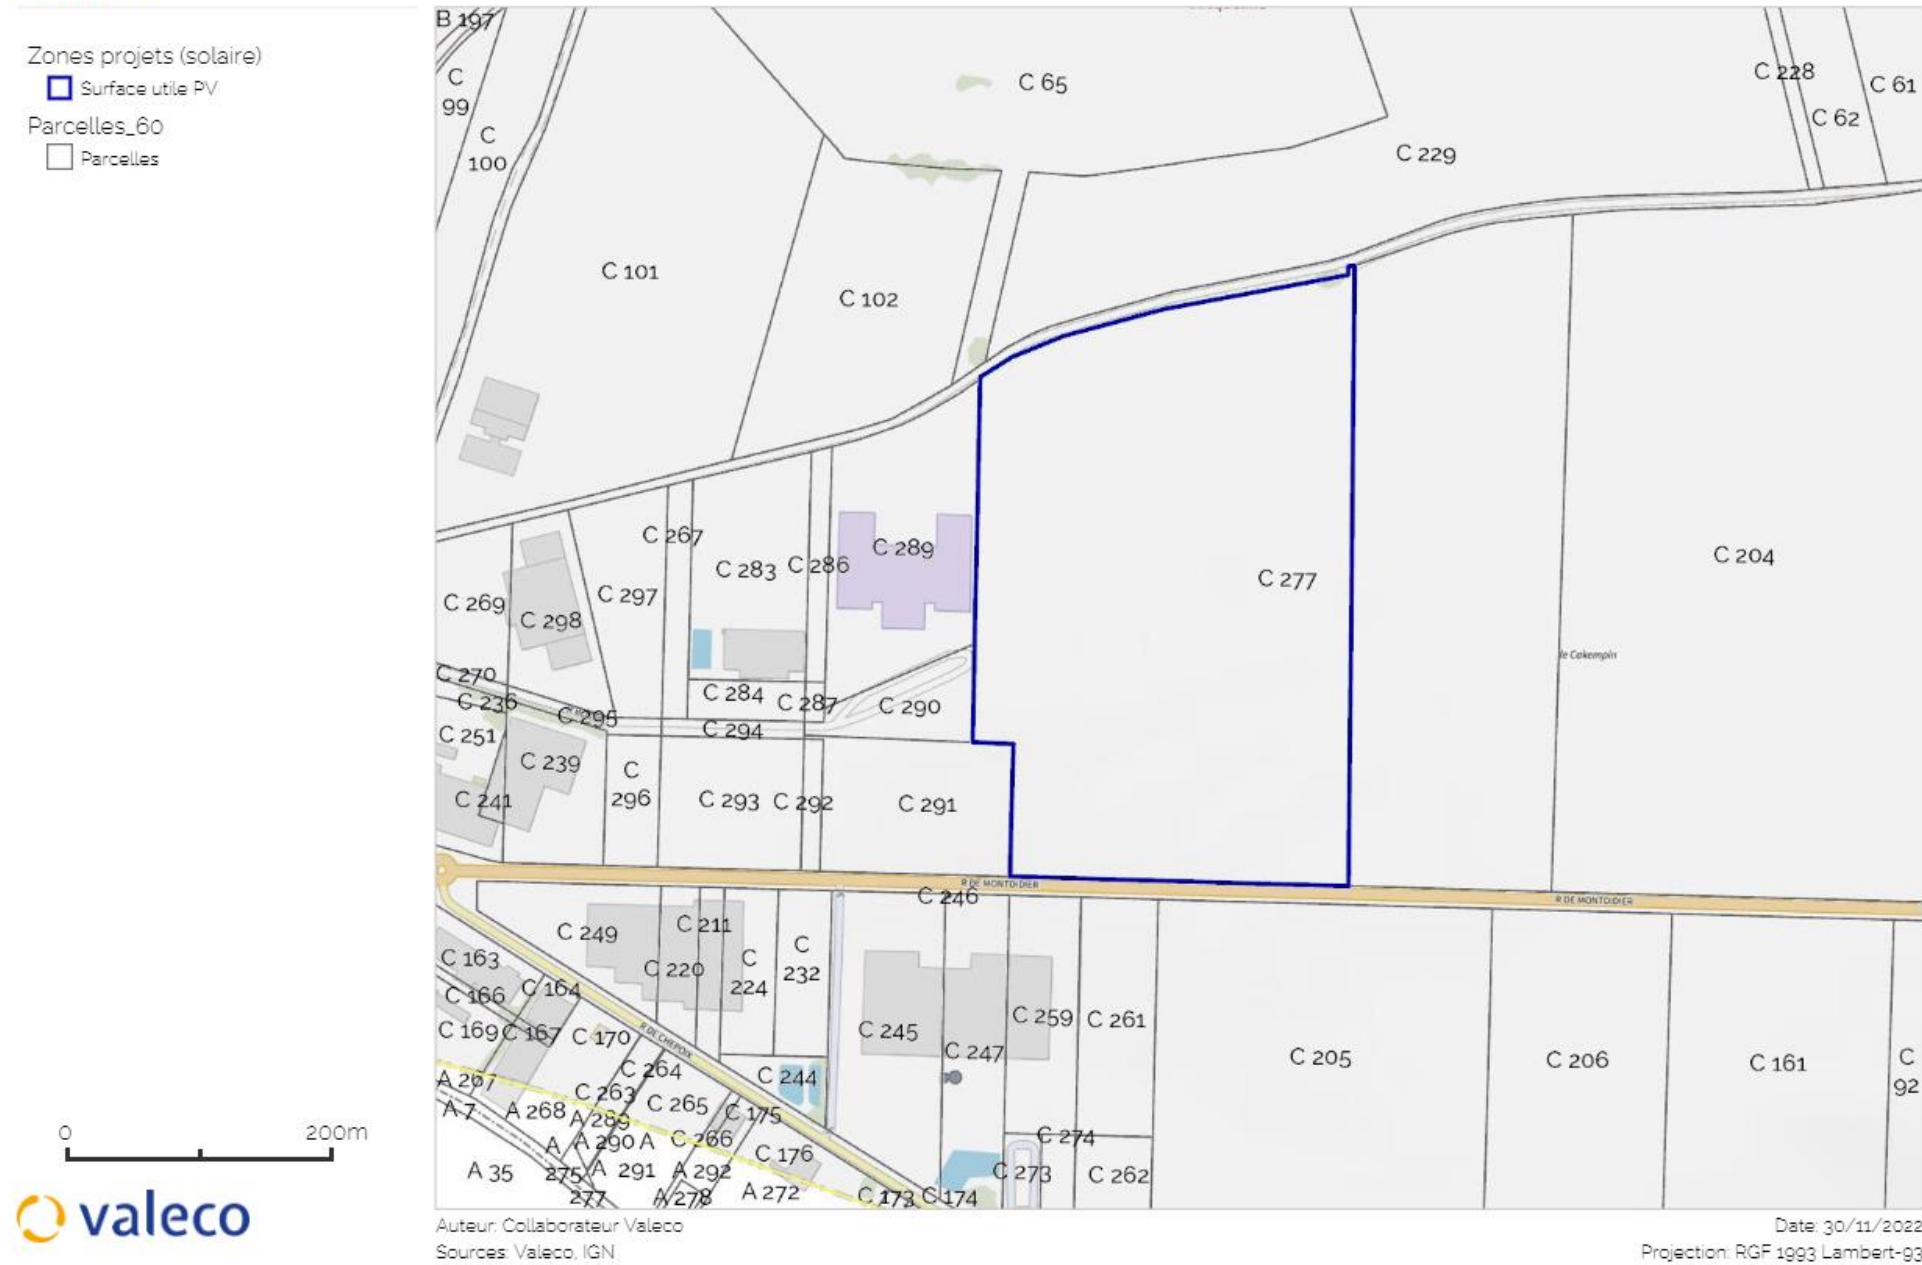 Zones projets (solaire)
Surface utile PV
Parcelles_60
Parcelles
0 200m
valeco
B 197
C
99
C
100
C 65
C 228
C 61
C 62
C 229
C 101
C 102
C 267
C 283
C 286
C 289
C 297
C 269
C 298
C 277
C 204
le Cakempin
C 270
C 236
C 295
C 284
C 287
C 290
C 294
C 251
C 239
C 241
C
296
C 293
C 292
C 291
R DE MONTDIDIER
R DE MONTDIDIER
C 246
C 249
C 211
C 220
C
224
C
232
C 163
C 164
C 166
C 169
C 167
C 170
R DE CHEPOIX
C 245
C 247
C 259
C 261
C 205
C 206
C 161
C
92
C 264
C 244
A 267
C 263
C 265
C 175
A 7
A 268
A 289
C 274
A
A 290
A
C 266
C 176
A 35
275
A
291
A 292
A 272
C 273
C 262
277
A 278
C 173
C 174
Auteur: Collaborateur Valeco
Sources: Valeco, IGN
Date: 30/11/2022
Projection: RGF 1993 Lambert-93